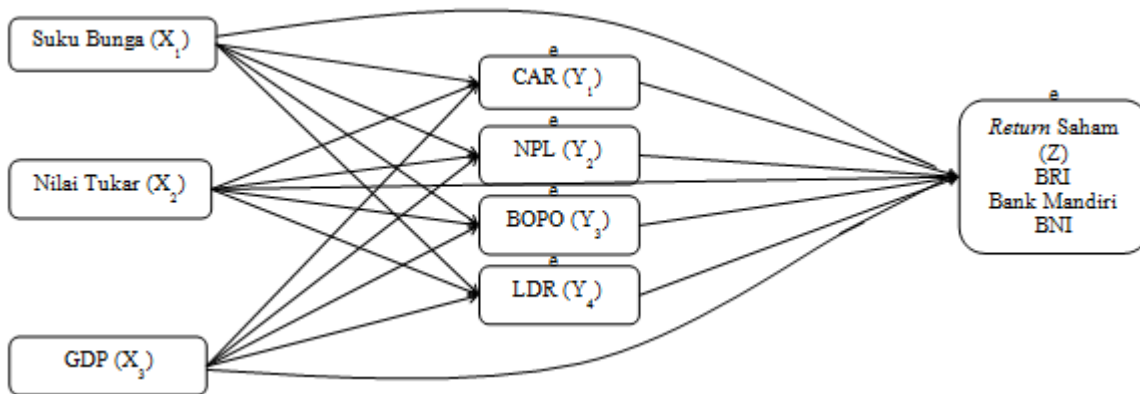 Suku Bunga (X1)
e
CAR (Y1)
e
NPL (Y2)
e
BOPO (Y3)
e
LDR (Y4)
Nilai Tukar (X2)
GDP (X3)
e
Return Saham
(Z)
BRI
Bank Mandiri
BNI